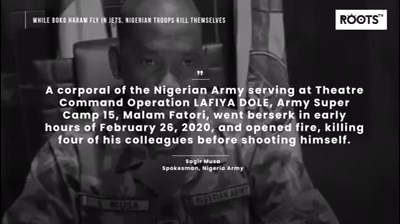 WHILE BOKO HARAM FLY IN JETS, NIGERIAN TROOPS KILL THEMSELVES
ROOTS TV
"
A corporal of the Nigerian Army serving at Theatre
Command Operation LAFIYA DOLE, Army Super
Camp 15, Malam Fatori, went berserk in early
hours of February 26, 2020, and opened fire, killing
four of his colleagues before shooting himself.
Sagir Musa
Spokesman, Nigeria Army
S. MUSA